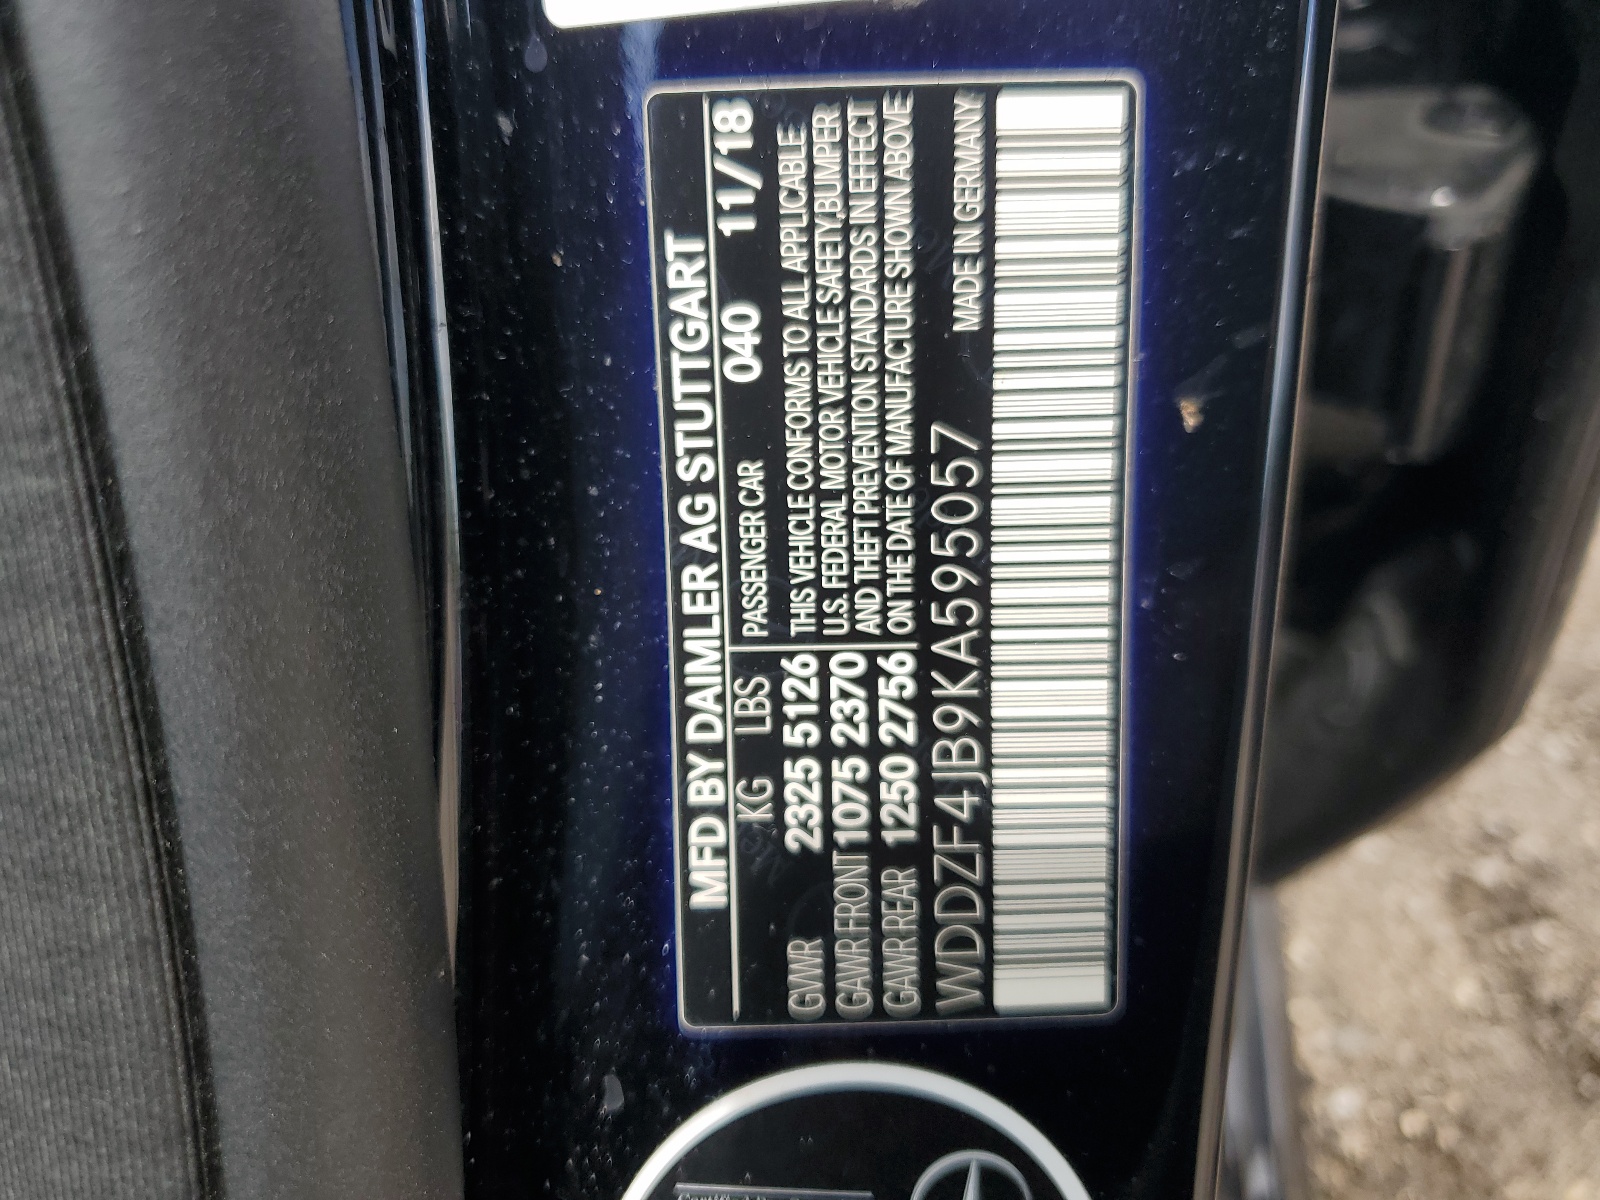 MFD BY DAIMLER AG STUTTGART
KG LBS PASSENGER CAR 040 11/18
GVWR 2325 5126 THIS VEHICLE CONFORMS TO ALL APPLICABLE
GAWR FRONT 1075 2370 U.S. FEDERAL MOTOR VEHICLE SAFETY, BUMPER
AND THEFT PREVENTION STANDARDS IN EFFECT
GAWR REAR 1250 2756 ON THE DATE OF MANUFACTURE SHOWN ABOVE
WDDZF4JB9KA595057 MADE IN GERMANY